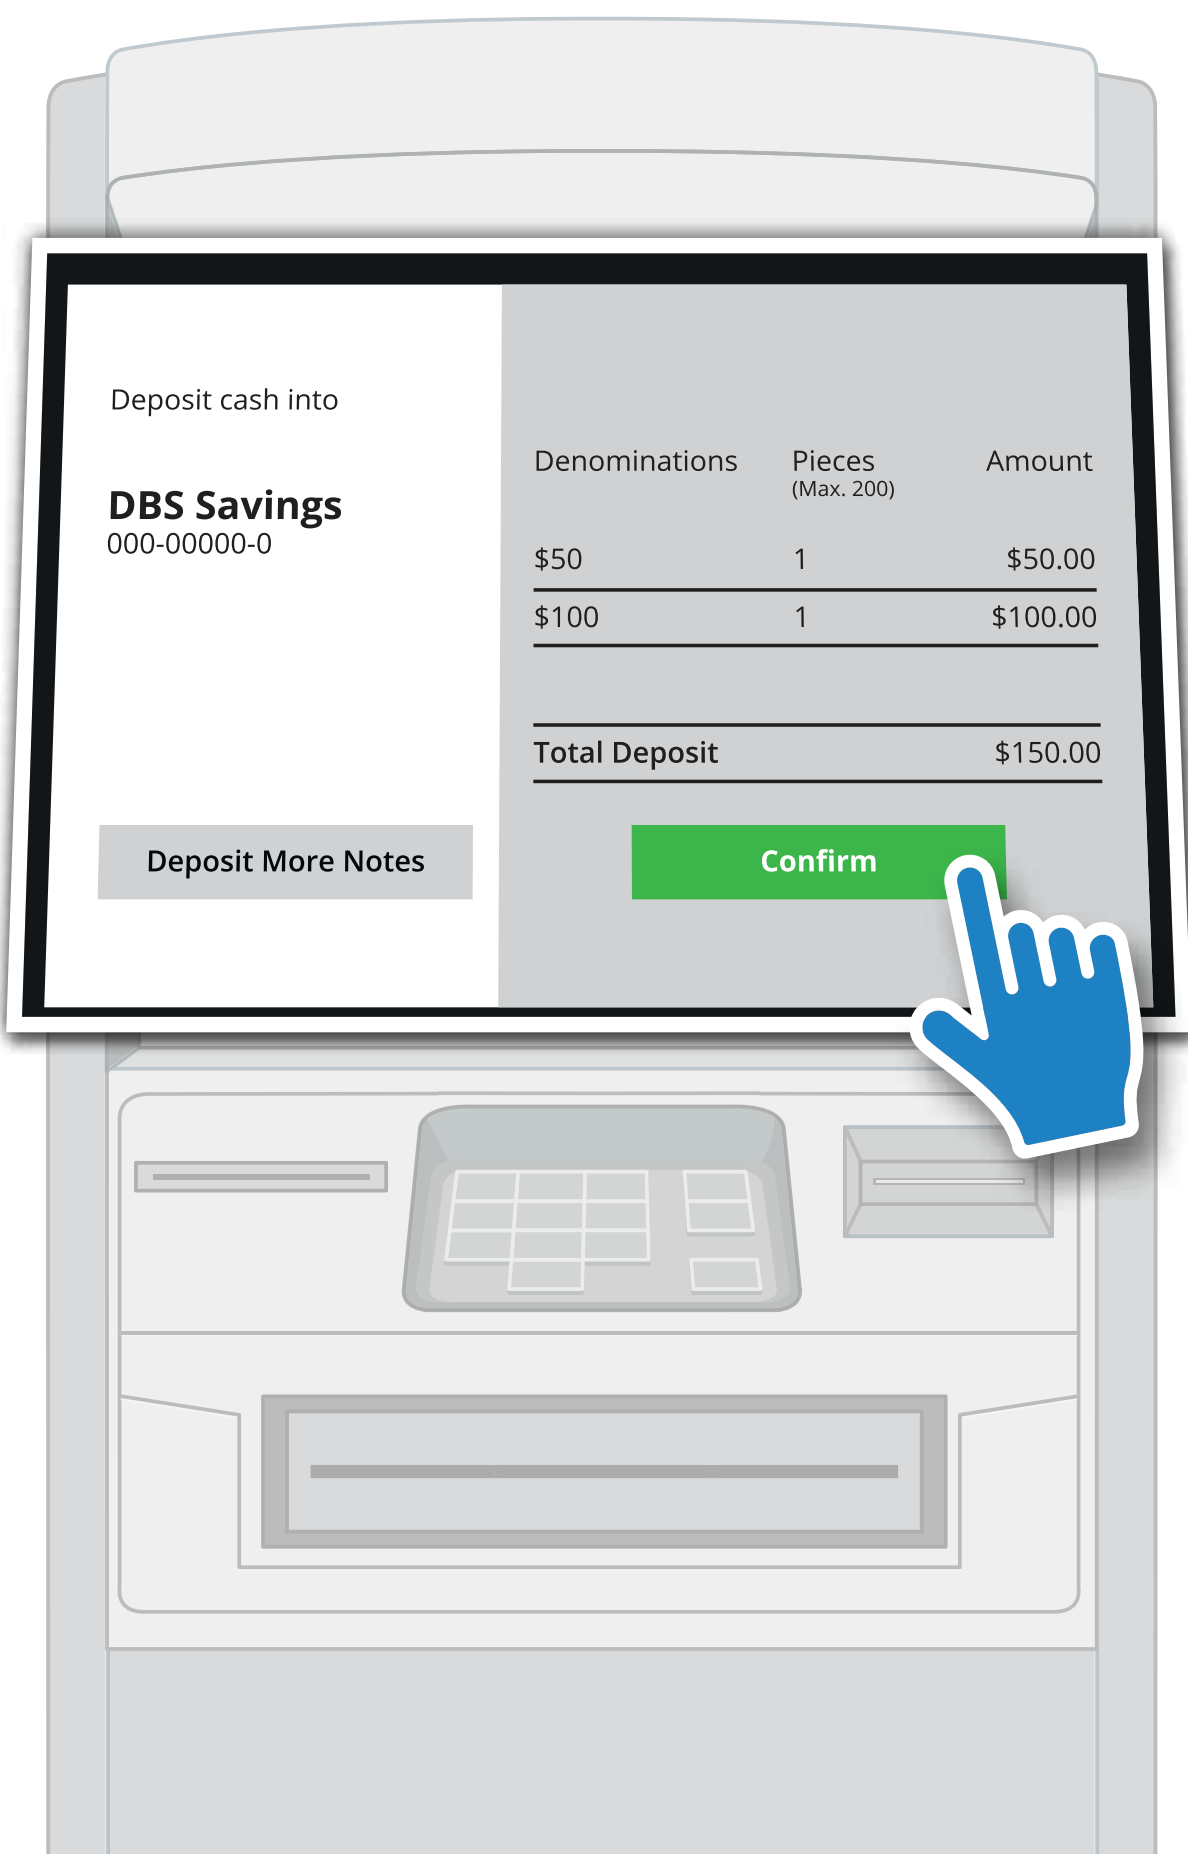 Deposit cash into
DBS Savings
000-00000-0
Deposit More Notes
Denominations Pieces Amount
(Max. 200)
$50 1 $50.00
$100 1 $100.00
Total Deposit $150.00
Confirm